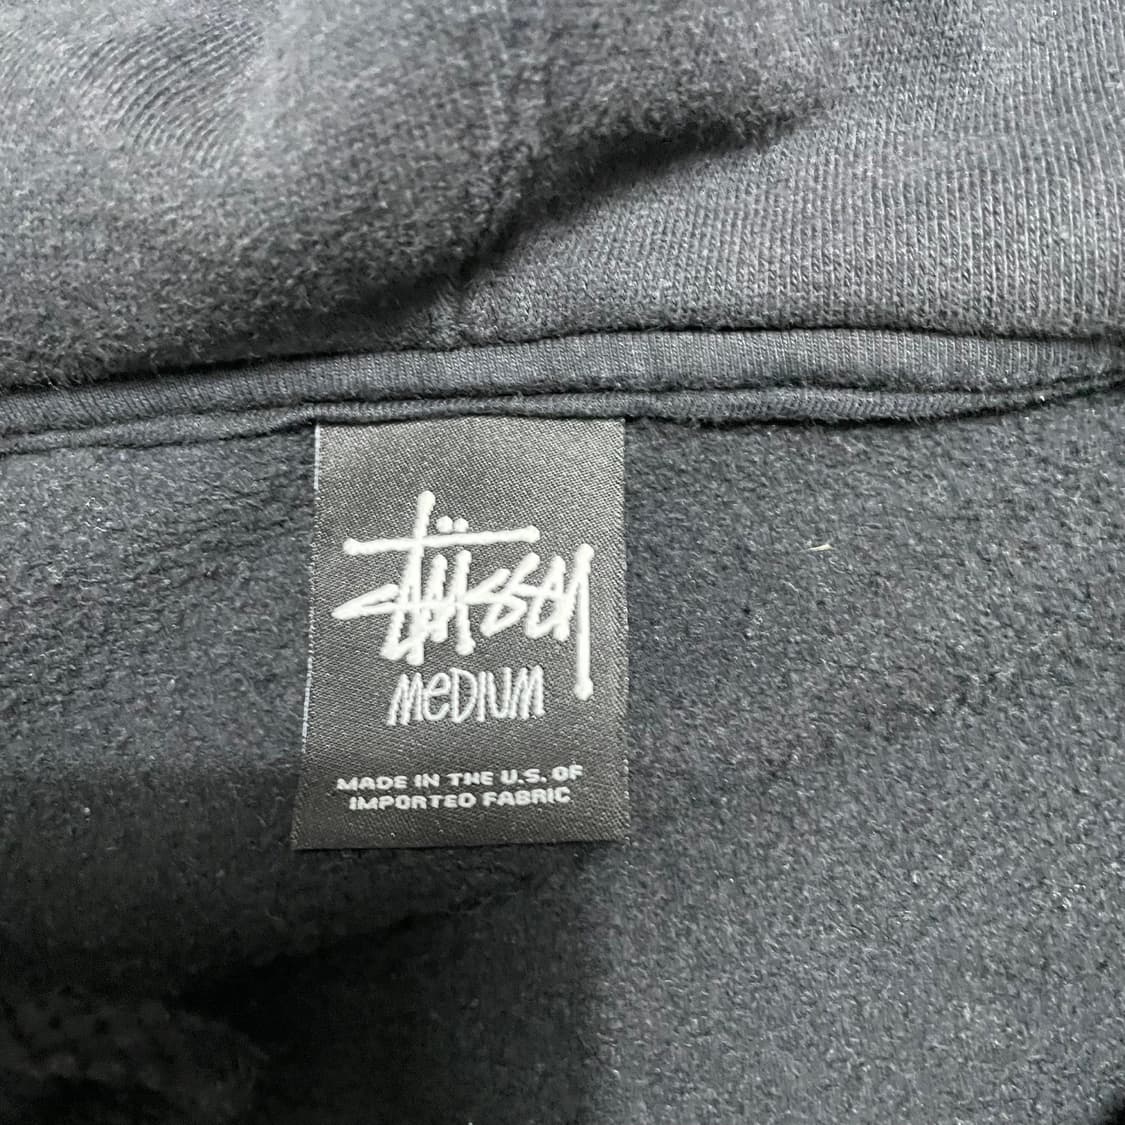 Stüssy
MEDIUM
MADE IN THE U.S. OF
IMPORTED FABRIC